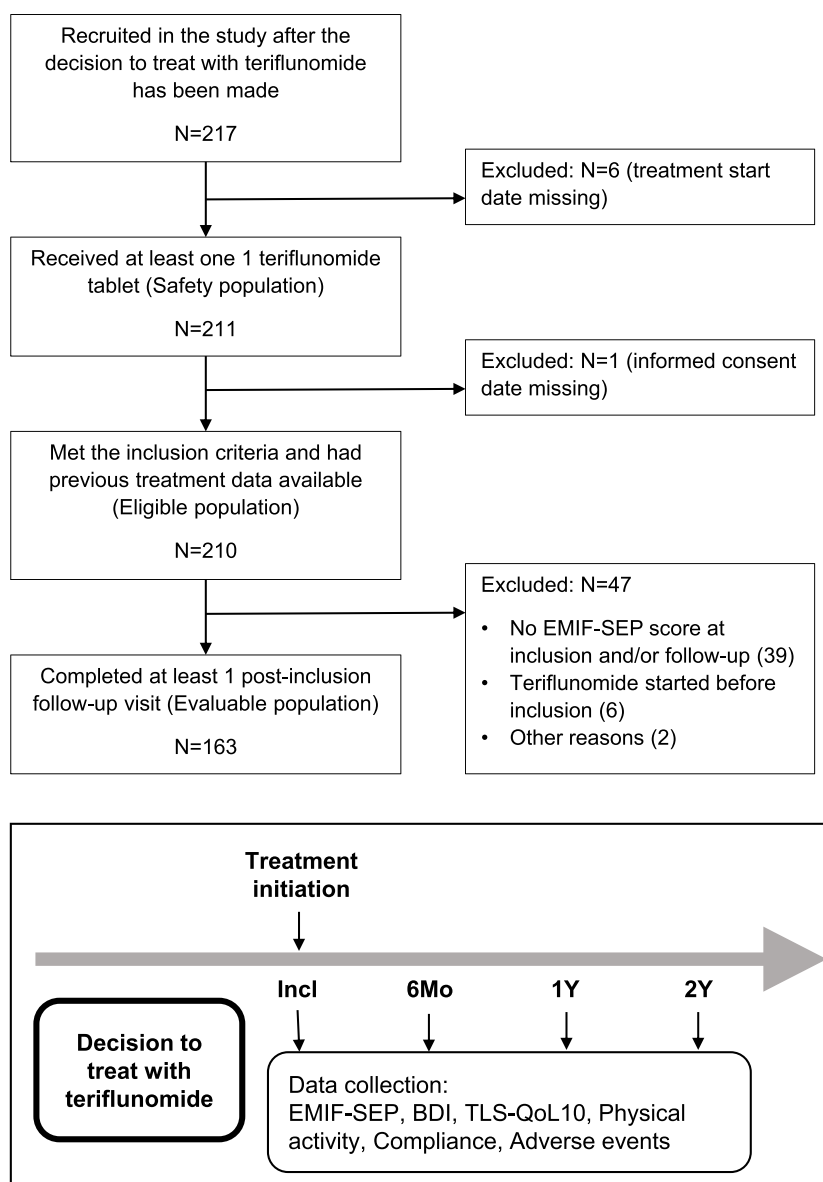 Recruited in the study after the
decision to treat with teriflunomide
has been made
N=217
Excluded: N=6 (treatment start
date missing)
Received at least one 1 teriflunomide
tablet (Safety population)
N=211
Excluded: N=1 (informed consent
date missing)
Met the inclusion criteria and had
previous treatment data available
(Eligible population)
N=210
Excluded: N=47
• No EMIF-SEP score at
inclusion and/or follow-up (39)
• Teriflunomide started before
inclusion (6)
• Other reasons (2)
Completed at least 1 post-inclusion
follow-up visit (Evaluable population)
N=163
Treatment
initiation
Incl 6Mo 1Y 2Y
Decision to
treat with
teriflunomide
Data collection:
EMIF-SEP, BDI, TLS-QoL10, Physical
activity, Compliance, Adverse events